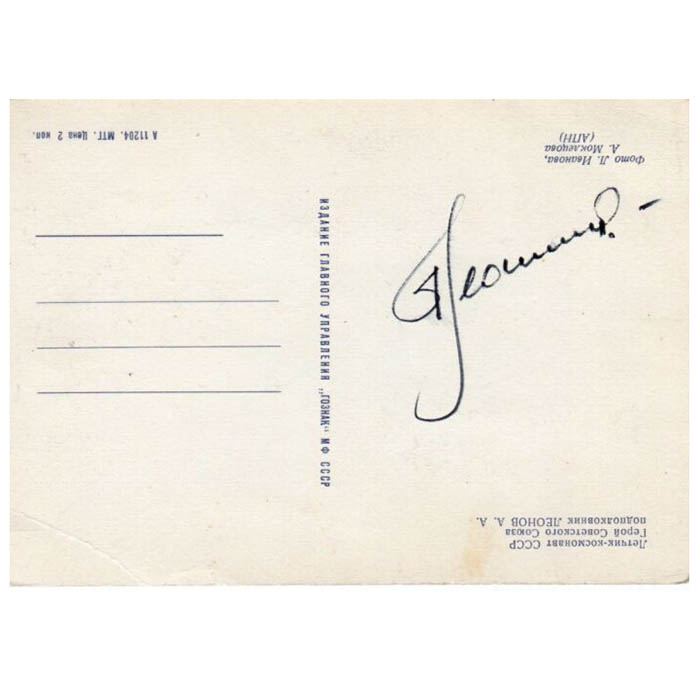 Летчик-космонавт СССР
Герой Советского Союза
подполковник ЛЕОНОВ А. А.
ИЗДАНИЕ ГЛАВНОГО УПРАВЛЕНИЯ „ГОЗНАК“ МФ СССР
Фото Л. Иванова,
А. Моклецова
(АПН)
А 11204. МТГ. Цена 2 коп.